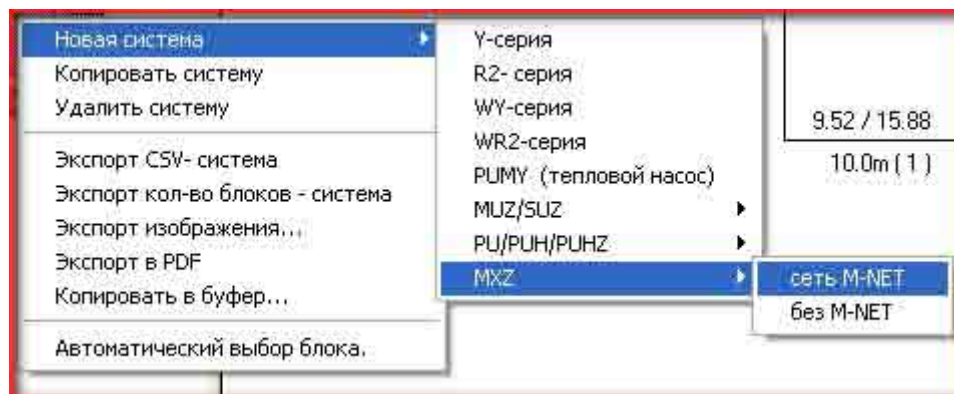 Новая система
Копировать систему
Удалить систему
Экспорт CSV- система
Экспорт кол-во блоков - система
Экспорт изображения...
Экспорт в PDF
Копировать в буфер...
Автоматический выбор блока.
Y-серия
R2- серия
WY-серия
WR2-серия
PUMY (тепловой насос)
MUZ/SUZ
PU/PUH/PUHZ
MXZ
сеть M-NET
без M-NET
9.52 / 15.88
10.0m ( 1 )